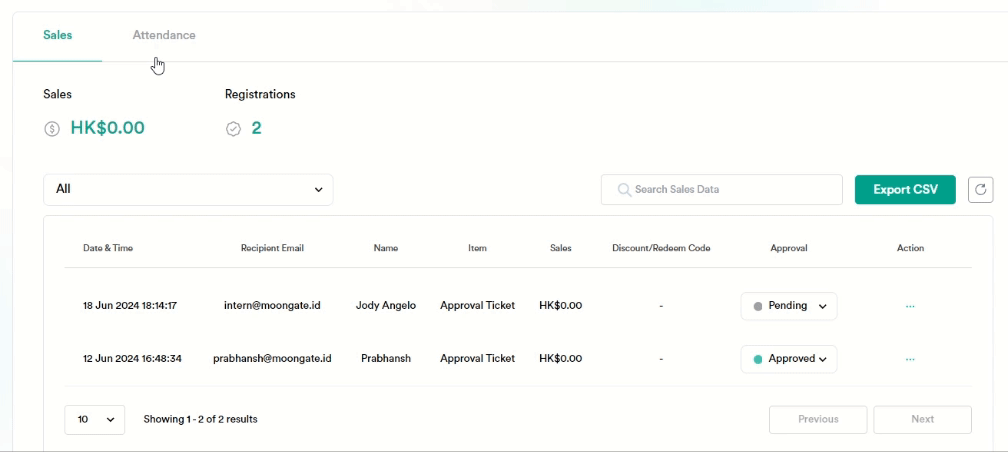 Sales Attendance
Sales Registrations
HK$0.00 2
All Search Sales Data Export CSV
Date & Time Recipient Email Name Item Sales Discount/Redeem Code Approval Action
18 Jun 2024 18:14:17 intern@moongate.id Jody Angelo Approval Ticket HK$0.00 - Pending ...
12 Jun 2024 16:48:34 prabhansh@moongate.id Prabhansh Approval Ticket HK$0.00 - Approved ...
10 Showing 1 - 2 of 2 results Previous Next